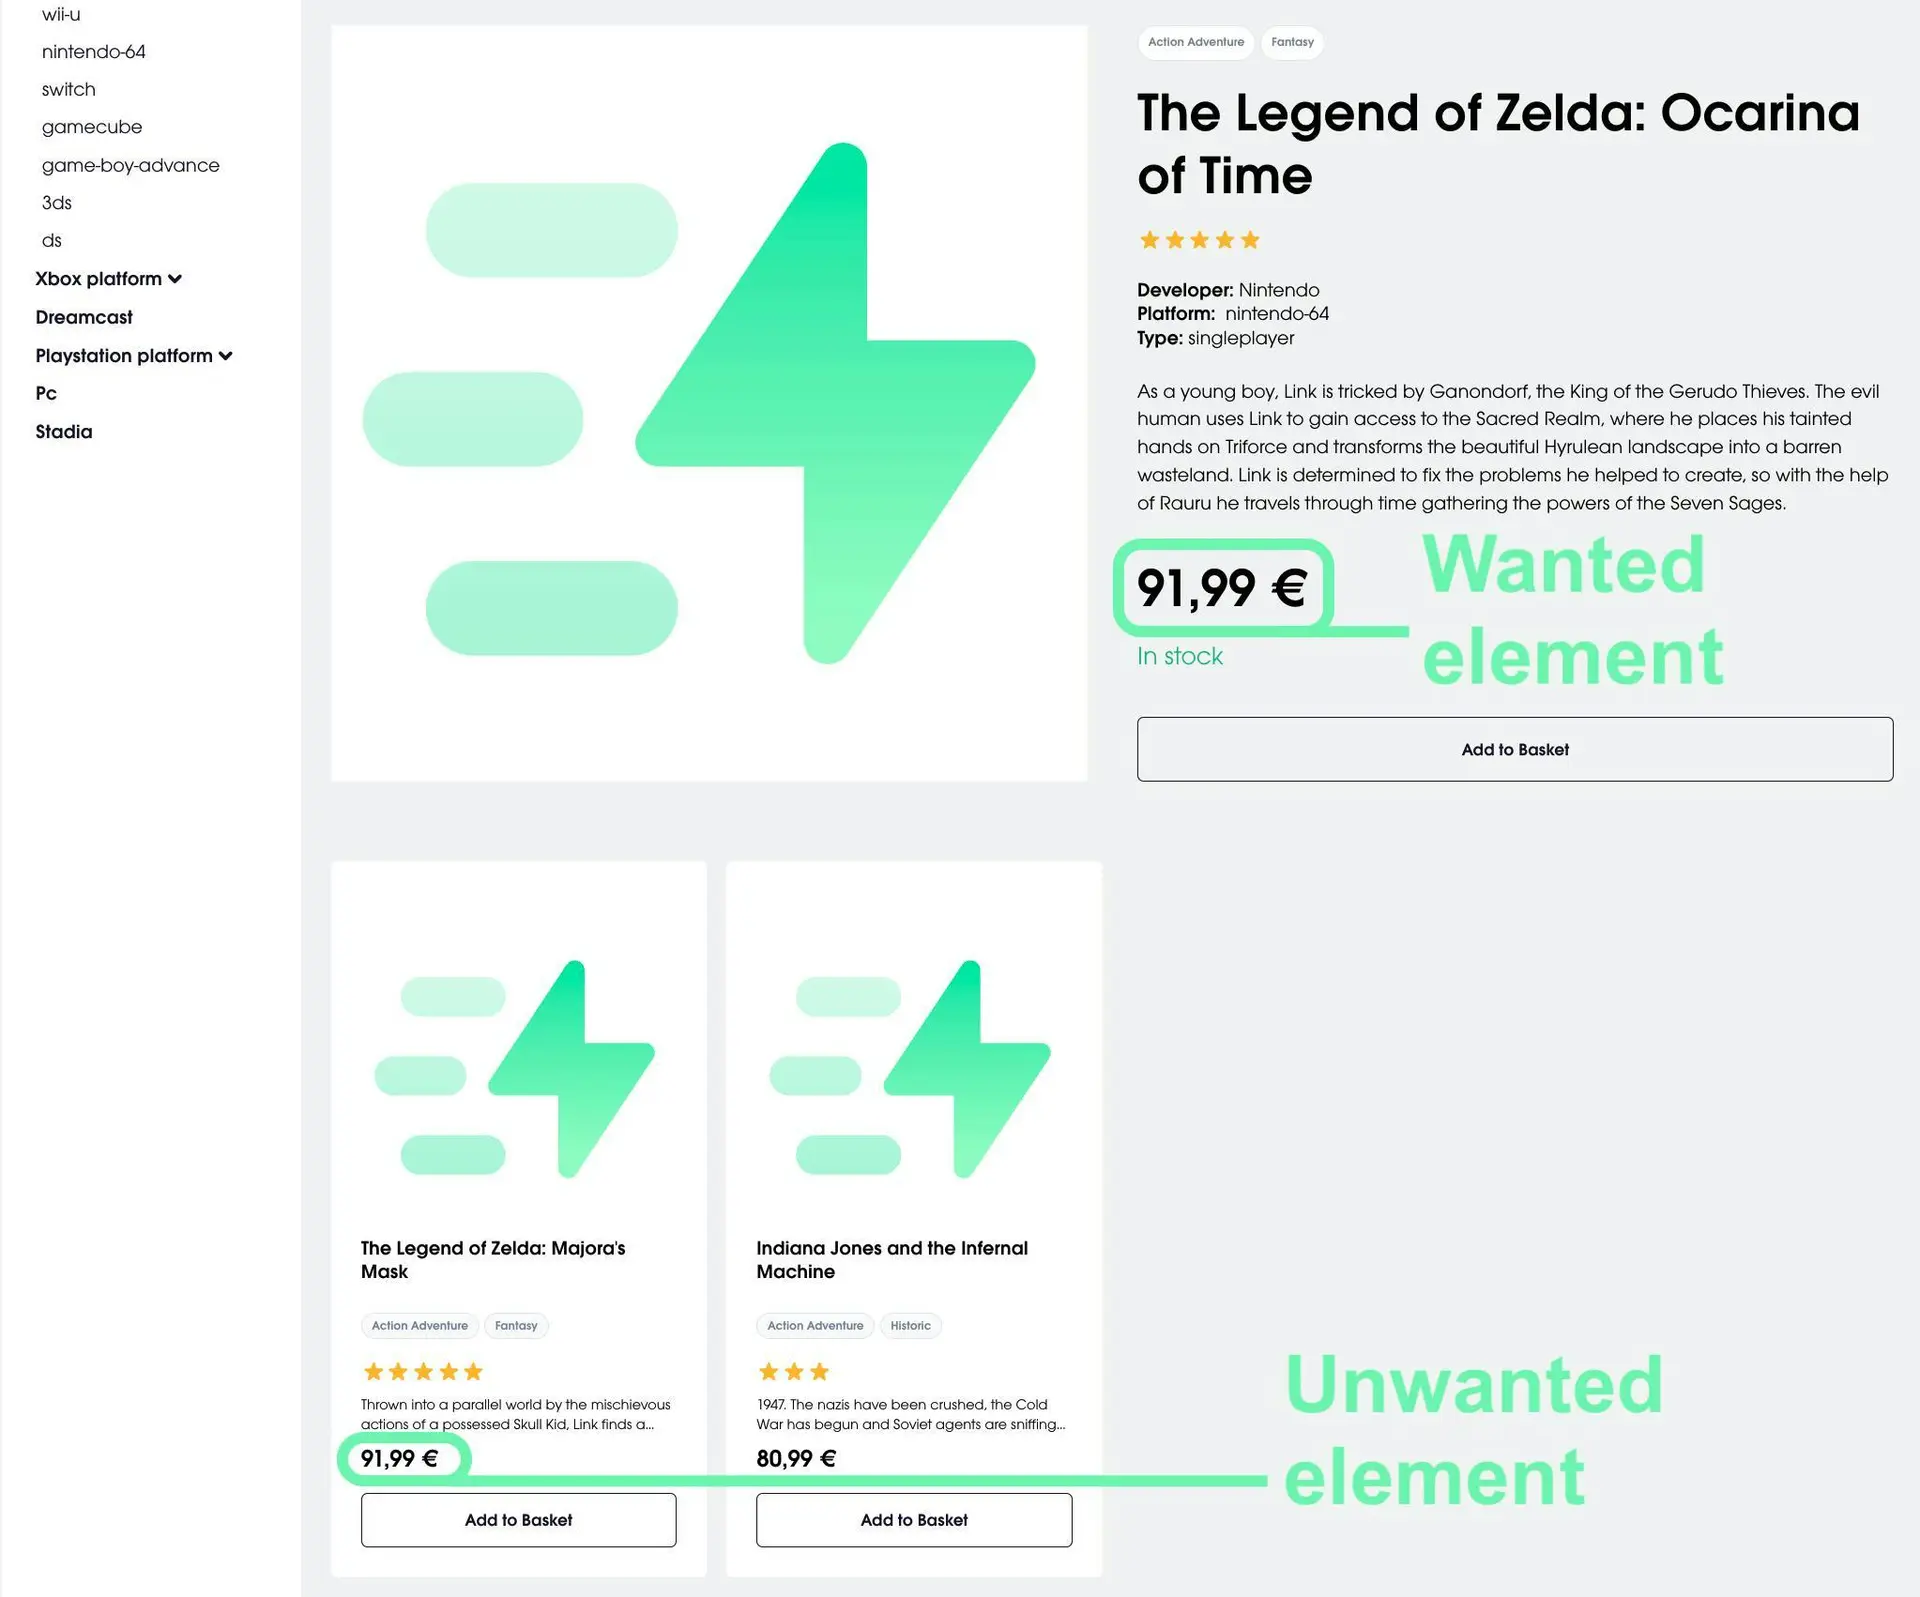 wii-u
nintendo-64
switch
gamecube
game-boy-advance
3ds
ds
Xbox platform
Dreamcast
Playstation platform
Pc
Stadia
Action Adventure
Fantasy
The Legend of Zelda: Ocarina
of Time
Developer: Nintendo
Platform: nintendo-64
Type: singleplayer
As a young boy, Link is tricked by Ganondorf, the King of the Gerudo Thieves. The evil
human uses Link to gain access to the Sacred Realm, where he places his tainted
hands on Triforce and transforms the beautiful Hyrulean landscape into a barren
wasteland. Link is determined to fix the problems he helped to create, so with the help
of Rauru he travels through time gathering the powers of the Seven Sages.
91,99 €
Wanted
element
In stock
Add to Basket
The Legend of Zelda: Majora's
Mask
Action Adventure
Fantasy
Thrown into a parallel world by the mischievous
actions of a possessed Skull Kid, Link finds a...
91,99 €
Add to Basket
Indiana Jones and the Infernal
Machine
Action Adventure
Historic
1947. The nazis have been crushed, the Cold
War has begun and Soviet agents are sniffing...
80,99 €
Add to Basket
Unwanted
element